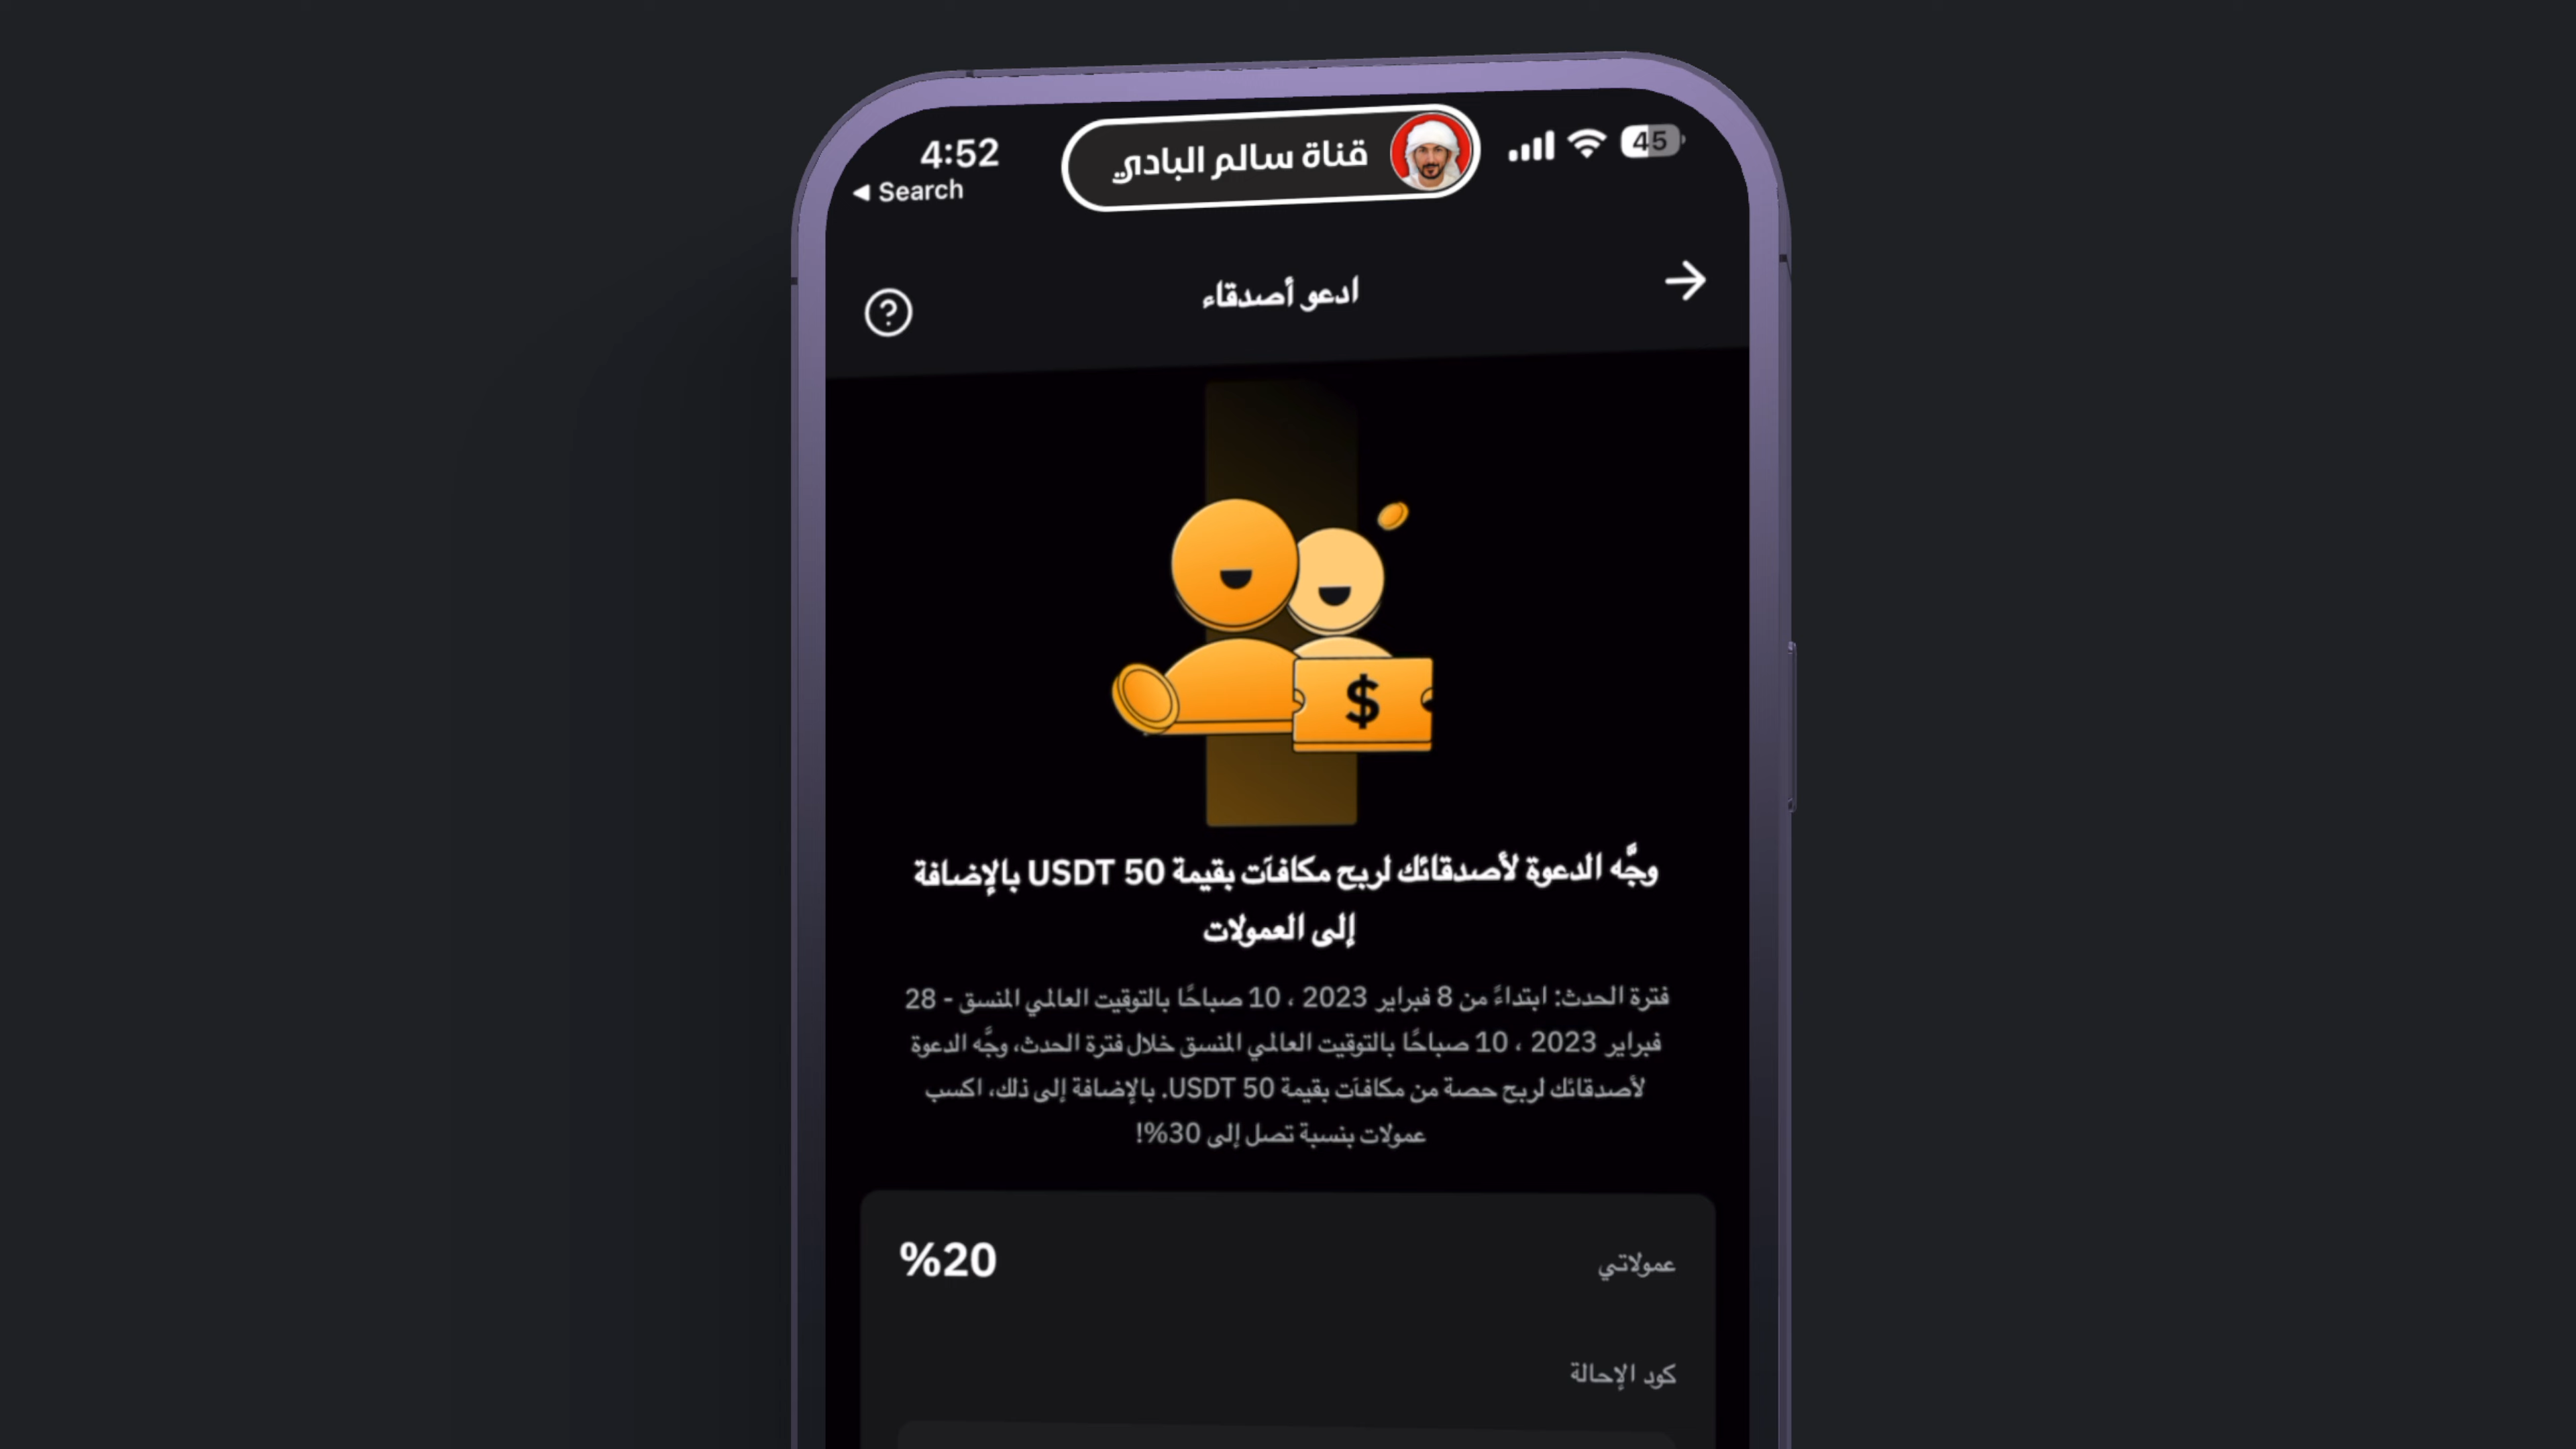 4:52
Search
قناة سالم البادي
45
ادعو أصدقاء
$
وجَّه الدعوة لأصدقائك لربح مكافآت بقيمة 50 USDT بالإضافة
إلى العمولات
فترة الحدث: ابتداءً من 8 فبراير 2023 ، 10 صباحًا بالتوقيت العالمي المنسق - 28
فبراير 2023 ، 10 صباحًا بالتوقيت العالمي المنسق خلال فترة الحدث، وجَّه الدعوة
لأصدقائك لربح حصة من مكافآت بقيمة 50 USDT. بالإضافة إلى ذلك، اكسب
عمولات بنسبة تصل إلى 30%!
عمولاتي
%20
كود الإحالة